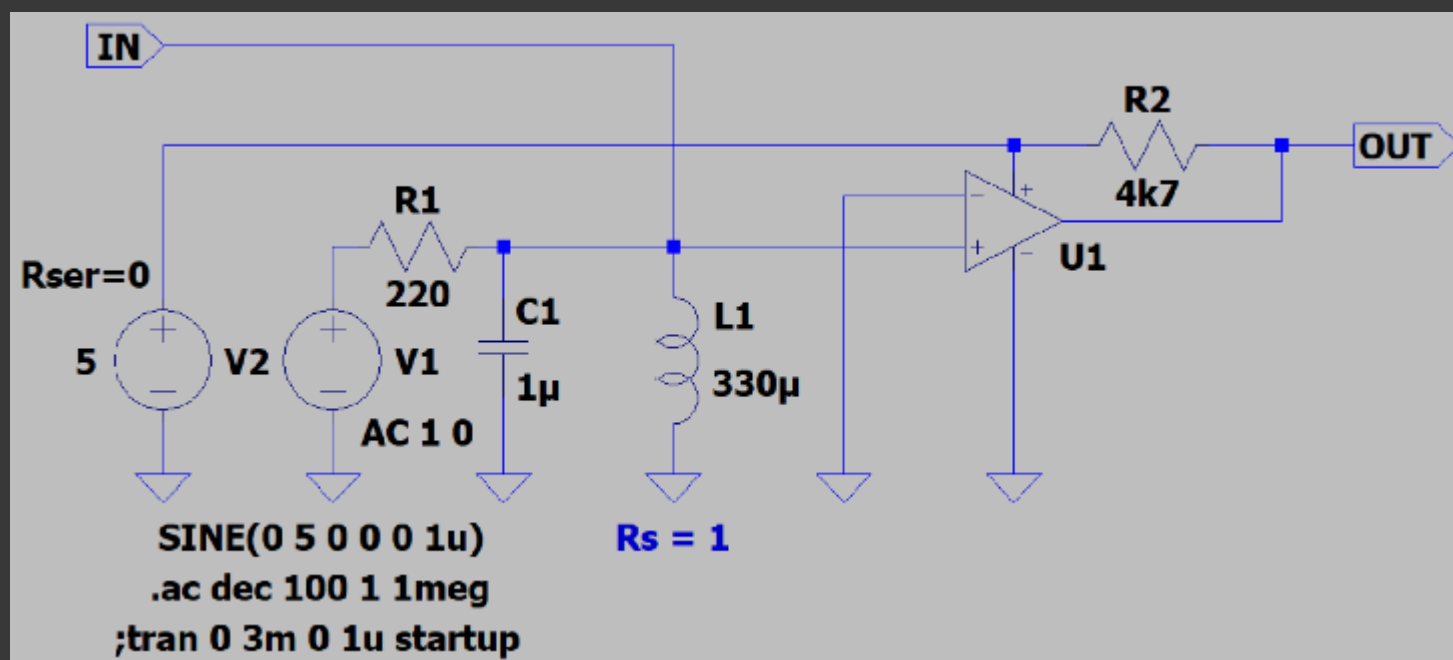 IN
R2
OUT
4k7
R1
U1
Rser=0
220
C1
L1
5
V2
V1
1µ
330µ
AC 1 0
SINE(0 5 0 0 0 1u)
Rs = 1
.ac dec 100 1 1meg
;tran 0 3m 0 1u startup